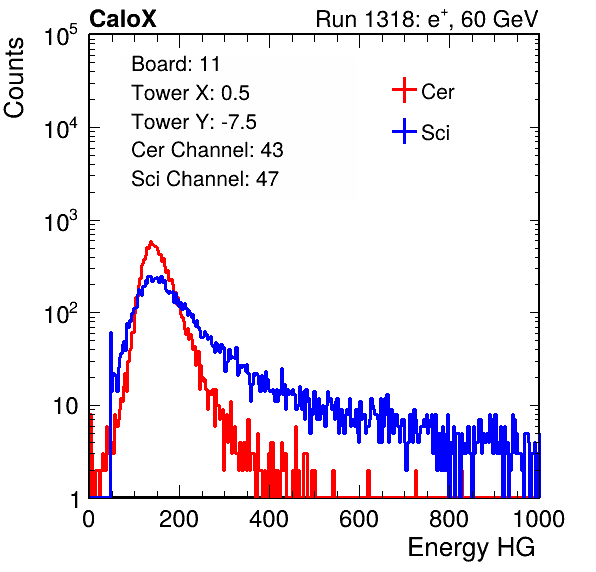 CaloX
Run 1318: e⁺, 60 GeV
Counts
10⁵
10⁴
10³
10²
10
1
Board: 11
Tower X: 0.5
Tower Y: -7.5
Cer Channel: 43
Sci Channel: 47
Cer
Sci
0 200 400 600 800 1000
Energy HG